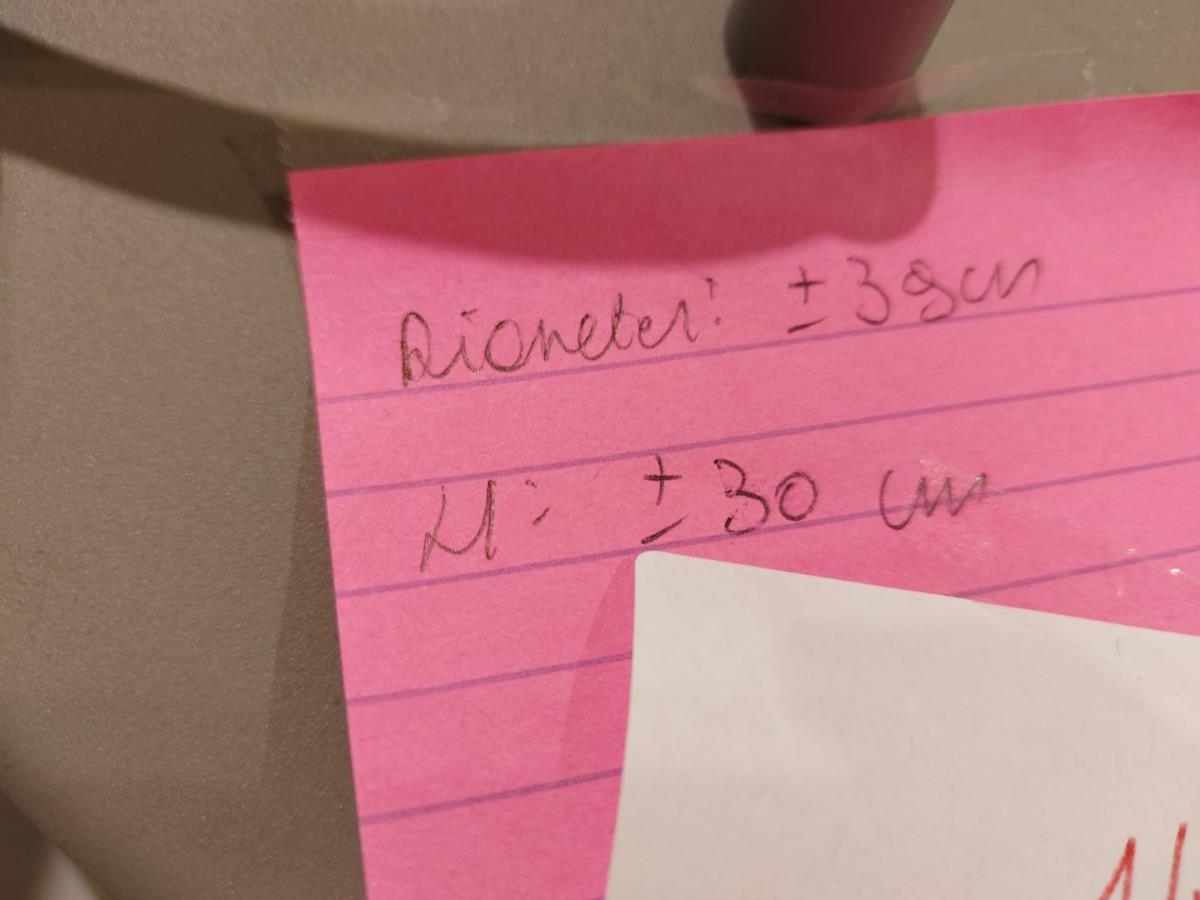 Diameter: ± 39cm
H: ± 30 cm